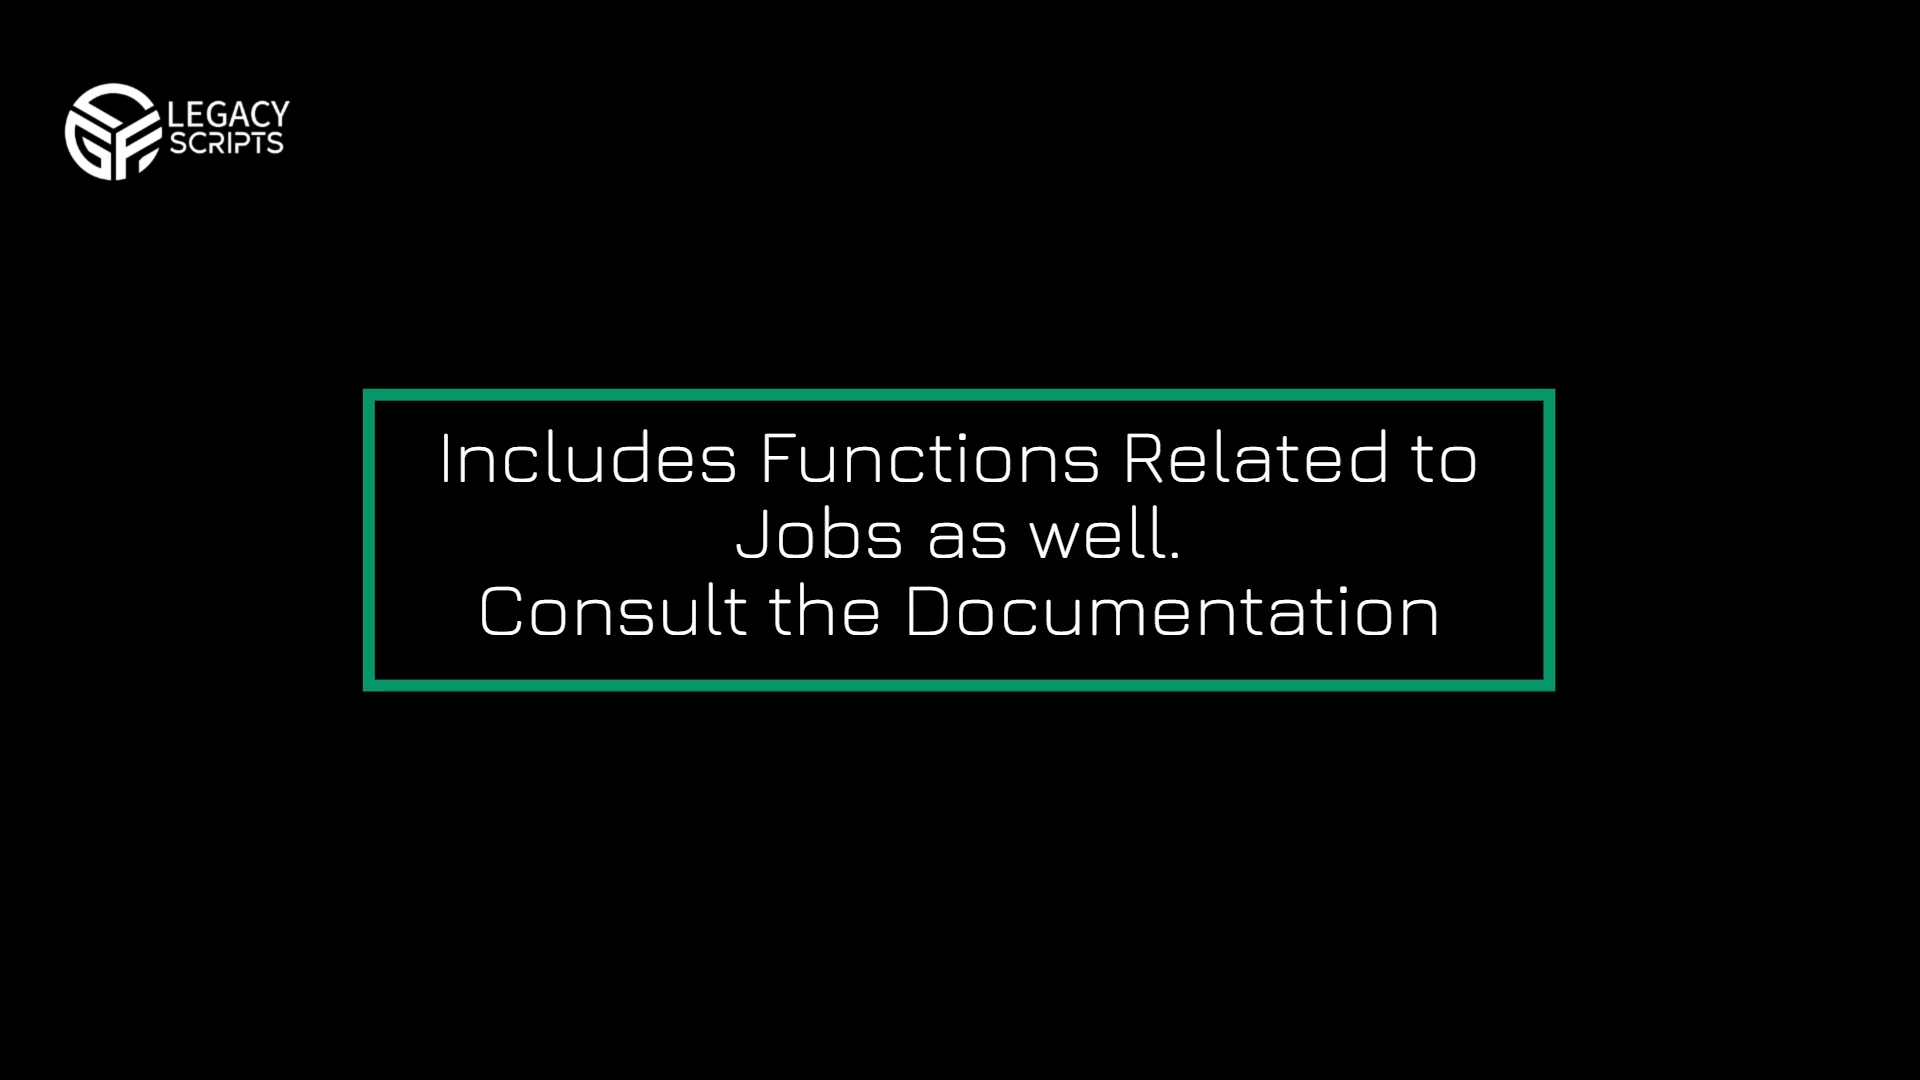 LEGACY
SCRIPTS
Includes Functions Related to
Jobs as well.
Consult the Documentation